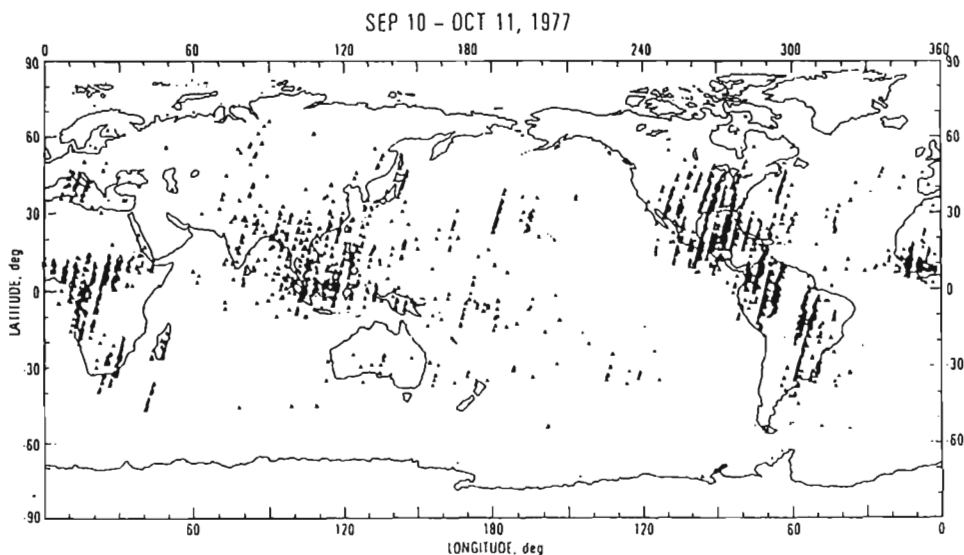 SEP 10 - OCT 11, 1977
0 60 120 180 240 300 360
90 90
60 60
30 30
0 0
-30 -30
-60 -60
-90
LATITUDE, deg
60 120 180 120 60 0
LONGITUDE, deg